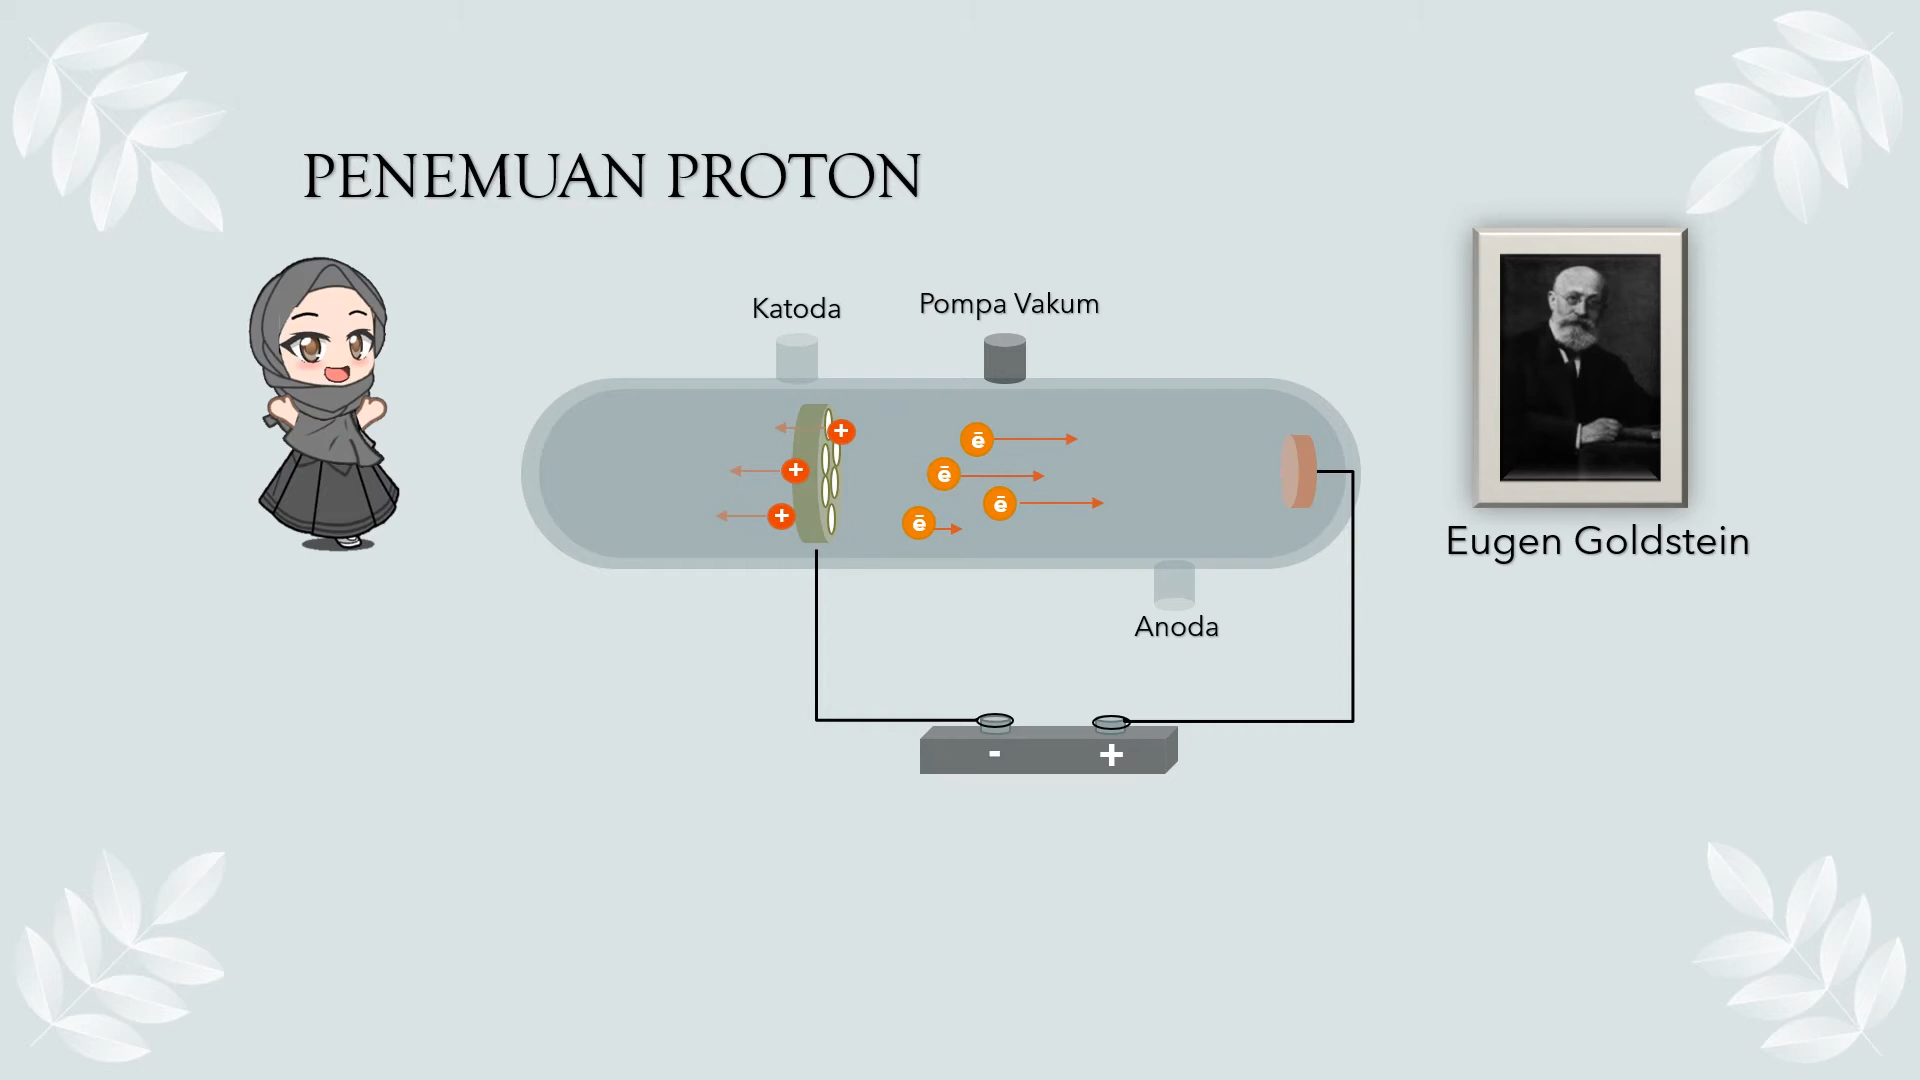 PENEMUAN PROTON
Katoda
Pompa Vakum
+
+
+
ē
ē
ē
ē
Eugen Goldstein
Anoda
- +